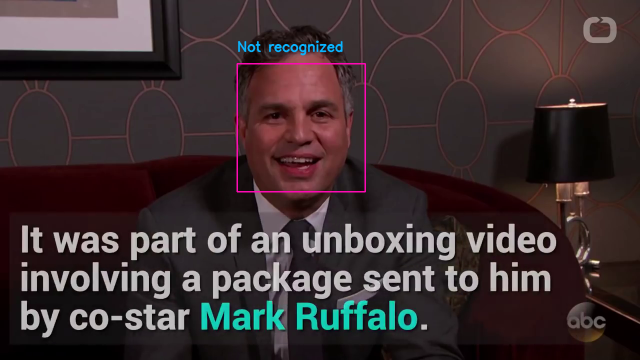 Not recognized
It was part of an unboxing video
involving a package sent to him
by co-star Mark Ruffalo.
abc